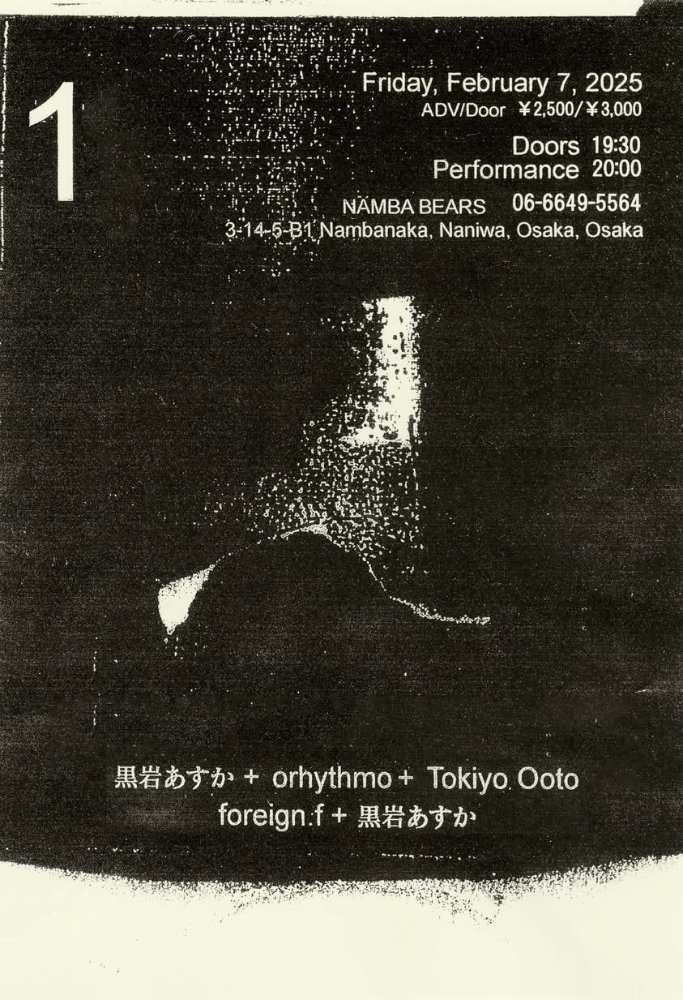 1
Friday, February 7, 2025
ADV/Door ¥2,500/¥3,000
Doors 19:30
Performance 20:00
NAMBA BEARS 06-6649-5564
3-14-5-B1 Nambanaka, Naniwa, Osaka, Osaka
黒岩あすか + orhythmo + Tokiyo Ooto
foreign.f + 黒岩あすか